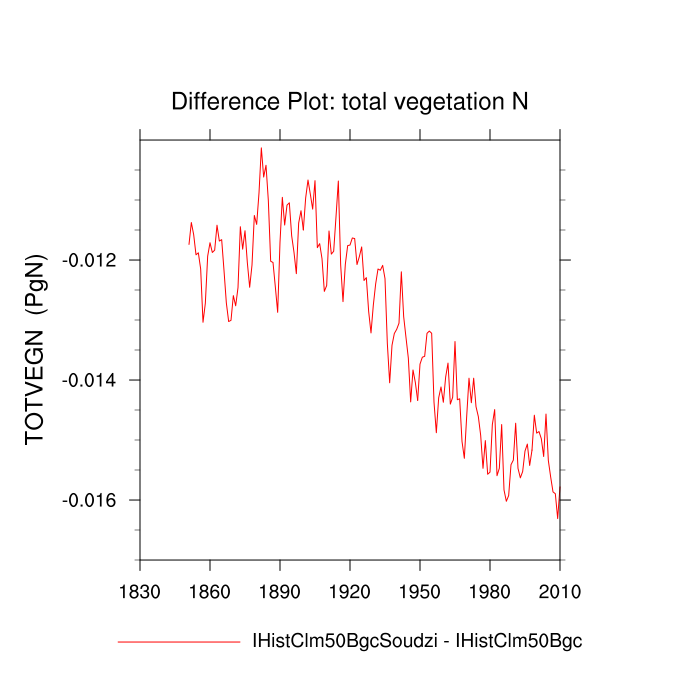 Difference Plot: total vegetation N
TOTVEGN (PgN)
-0.012
-0.014
-0.016
1830 1860 1890 1920 1950 1980 2010
IHistClm50BgcSoudzi - IHistClm50Bgc